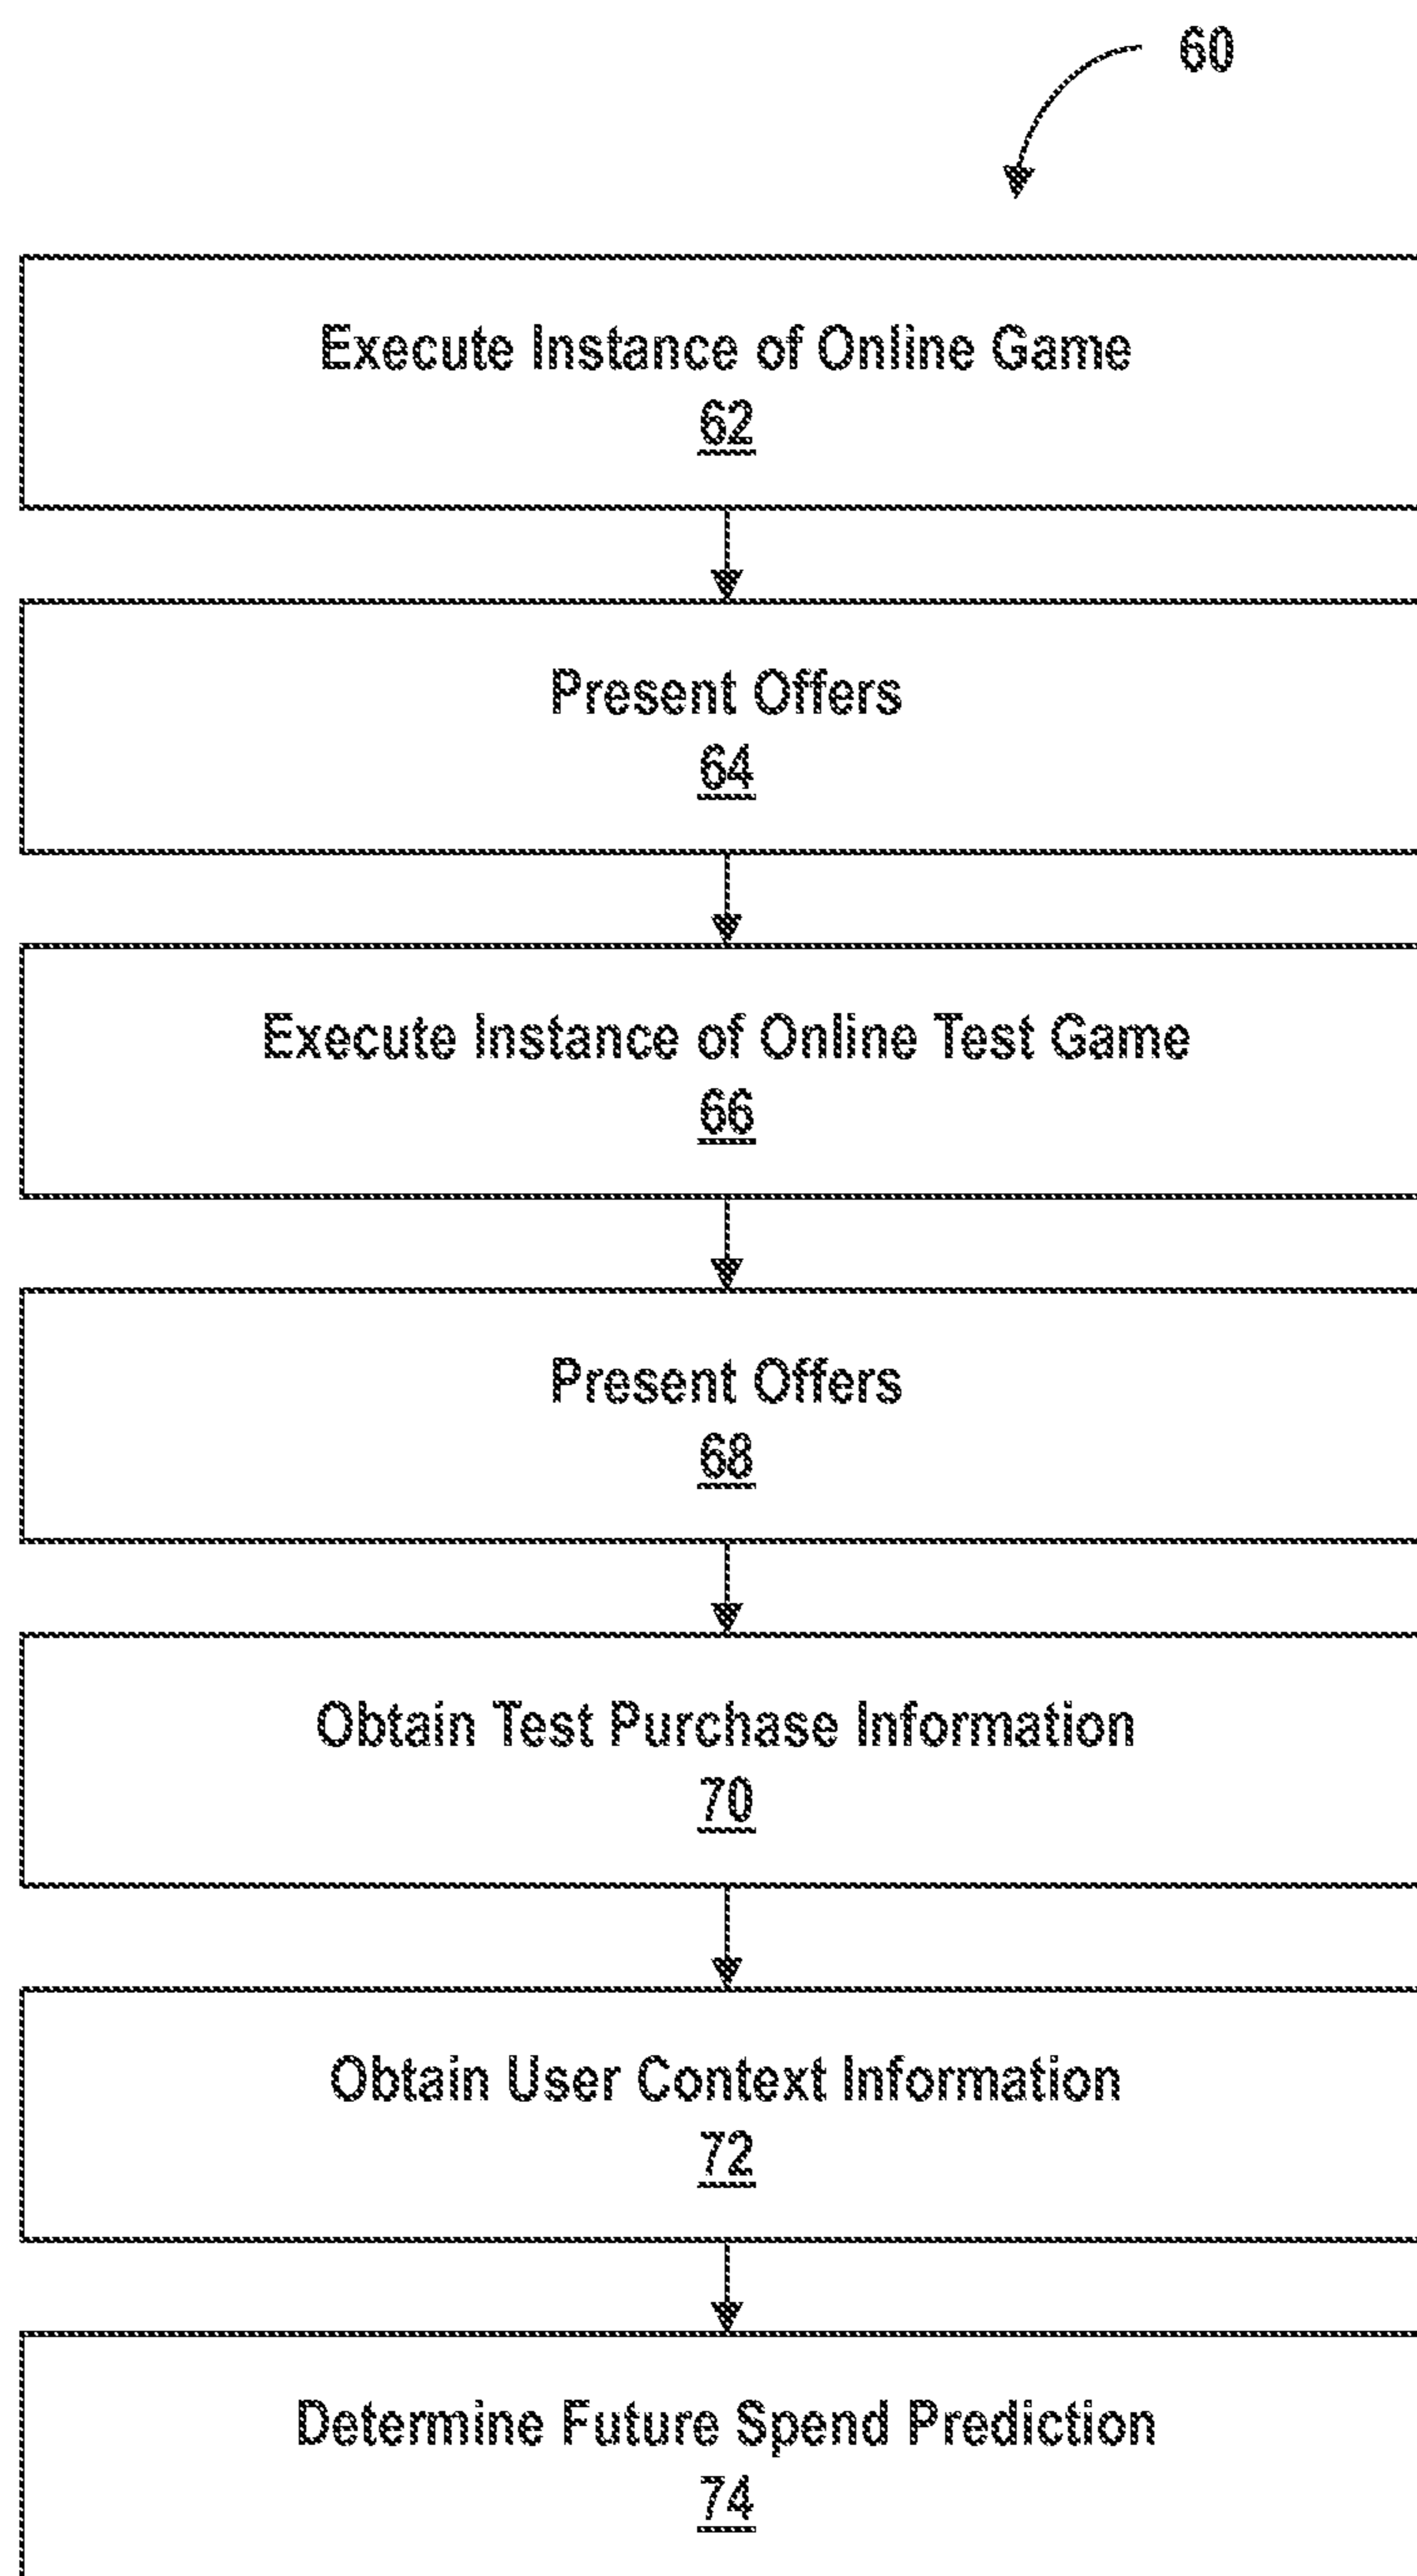 60
Execute Instance of Online Game
62
Present Offers
64
Execute Instance of Online Test Game
66
Present Offers
68
Obtain Test Purchase Information
70
Obtain User Context Information
72
Determine Future Spend Prediction
74